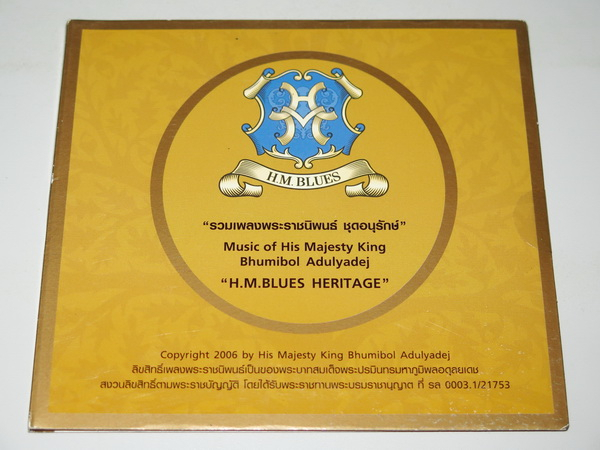 HM
H.M. BLUES
“รวมเพลงพระราชนิพนธ์ ชุดอนุรักษ์”
Music of His Majesty King
Bhumibol Adulyadej
“H.M.BLUES HERITAGE”
Copyright 2006 by His Majesty King Bhumibol Adulyadej
ลิขสิทธิ์เพลงพระราชนิพนธ์เป็นของพระบาทสมเด็จพระปรมินทรมหาภูมิพลอดุลยเดช
สงวนลิขสิทธิ์ตามพระราชบัญญัติ โดยได้รับพระราชทานพระบรมราชานุญาต ที่ รล 0003.1/21753